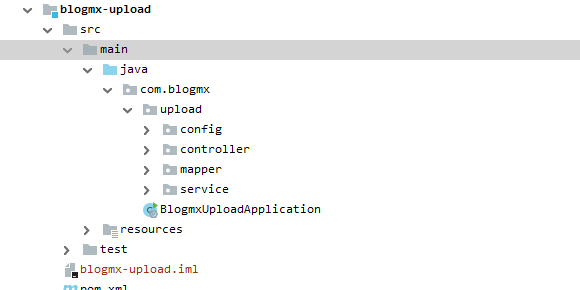 blogmx-upload
src
main
java
com.blogmx
upload
config
controller
mapper
service
BlogmxUploadApplication
resources
test
blogmx-upload.iml
pom.xml